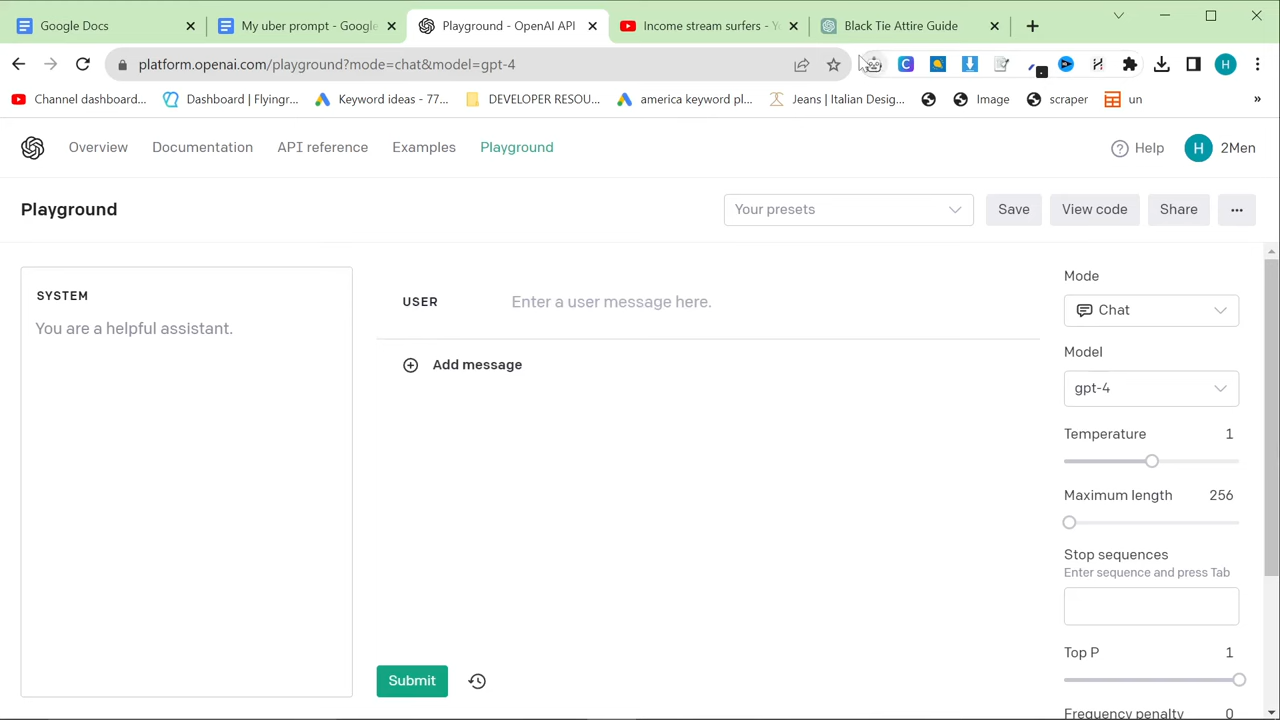 Google Docs
My uber prompt - Google
Playground - OpenAI API
Income stream surfers - Yo
Black Tie Attire Guide
platform.openai.com/playground?mode=chat&model=gpt-4
H
Channel dashboard...
Dashboard | Flyingr...
Keyword ideas - 77...
DEVELOPER RESOU...
america keyword pl...
Jeans | Italian Desig...
Image
scraper
un
»
Overview
Documentation
API reference
Examples
Playground
Help
H
2Men
Playground
Your presets
Save
View code
Share
...
SYSTEM
You are a helpful assistant.
USER
Enter a user message here.
Add message
Submit
Mode
Chat
Model
gpt-4
Temperature 1
Maximum length 256
Stop sequences
Enter sequence and press Tab
Top P 1
Frequency penalty 0